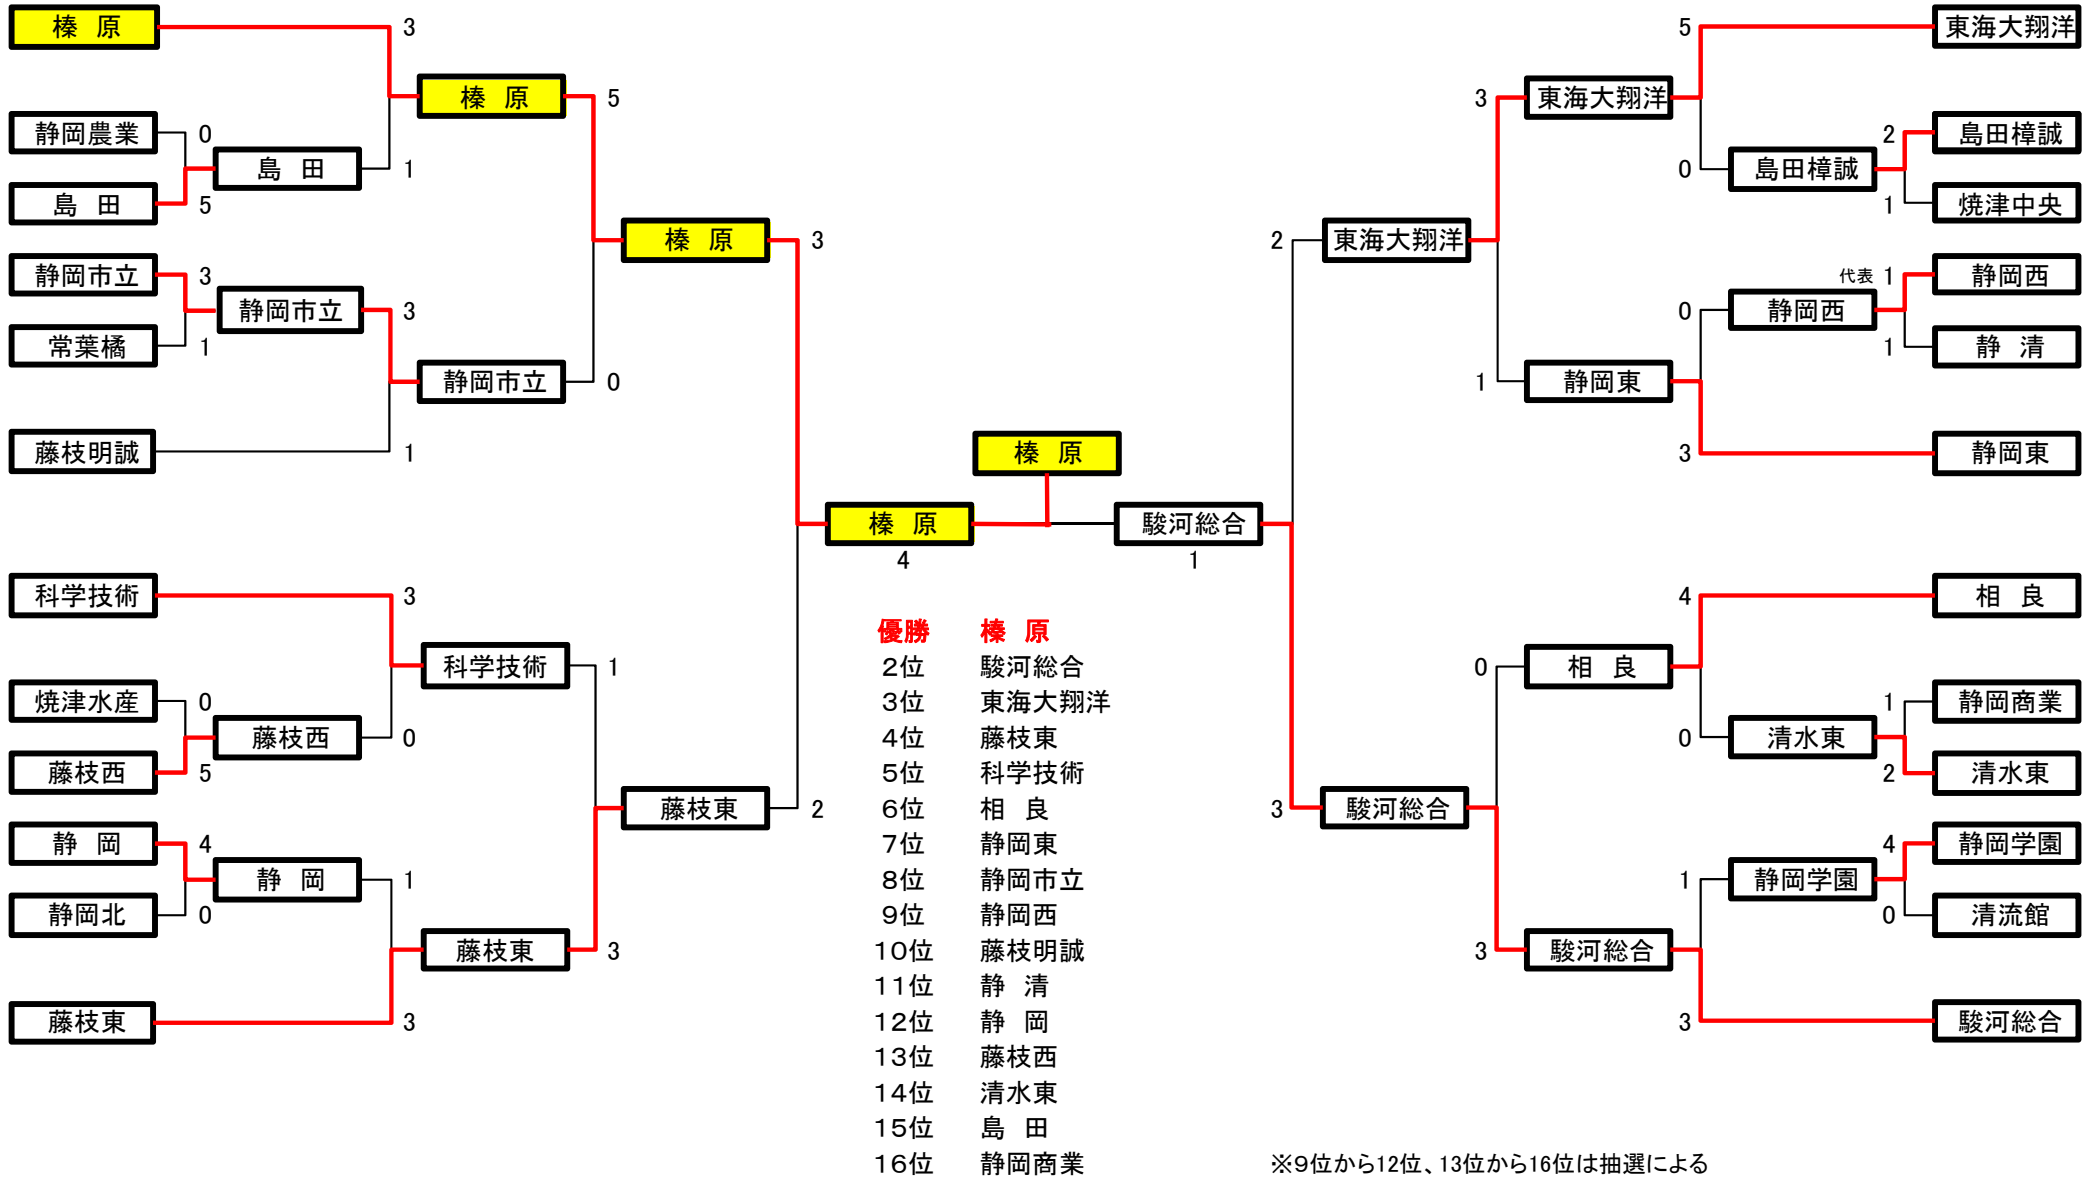 榛 原
3
静岡農業
0
島 田
5
島 田
1
榛 原
5
静岡市立
3
常葉橘
1
静岡市立
3
藤枝明誠
1
静岡市立
0
榛 原
3
科学技術
3
焼津水産
0
藤枝西
5
藤枝西
0
科学技術
1
静 岡
4
静岡北
0
静 岡
1
藤枝東
3
藤枝東
3
藤枝東
2
榛 原
榛 原
4
駿河総合
1
5
東海大翔洋
3
東海大翔洋
2
島田樟誠
1
焼津中央
0
島田樟誠
2
東海大翔洋
代表 1
静岡西
1
静 清
0
静岡西
1
静岡東
3
静岡東
4
相 良
0
相 良
1
静岡商業
2
清水東
0
清水東
3
駿河総合
4
静岡学園
0
清流館
1
静岡学園
3
駿河総合
3
駿河総合
優勝 榛 原
2位 駿河総合
3位 東海大翔洋
4位 藤枝東
5位 科学技術
6位 相 良
7位 静岡東
8位 静岡市立
9位 静岡西
10位 藤枝明誠
11位 静 清
12位 静 岡
13位 藤枝西
14位 清水東
15位 島 田
16位 静岡商業
※9位から12位、13位から16位は抽選による